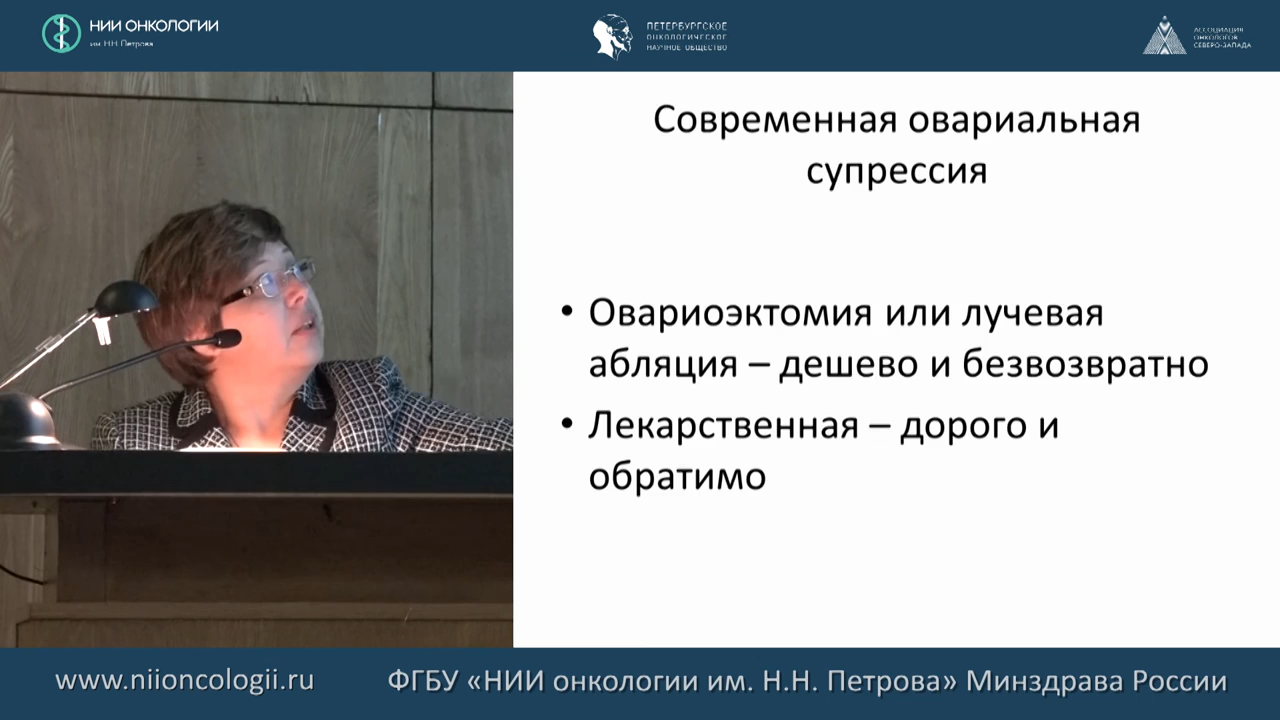 НИИ ОНКОЛОГИИ
им. Н.Н. Петрова
ПЕТЕРБУРГСКОЕ
ОНКОЛОГИЧЕСКОЕ
НАУЧНОЕ ОБЩЕСТВО
АССОЦИАЦИЯ
ОНКОЛОГОВ
СЕВЕРО-ЗАПАДА
Современная овариальная
супрессия
• Овариоэктомия или лучевая
абляция – дешево и безвозвратно
• Лекарственная – дорого и
обратимо
www.niioncologii.ru
ФГБУ «НИИ онкологии им. Н.Н. Петрова» Минздрава России